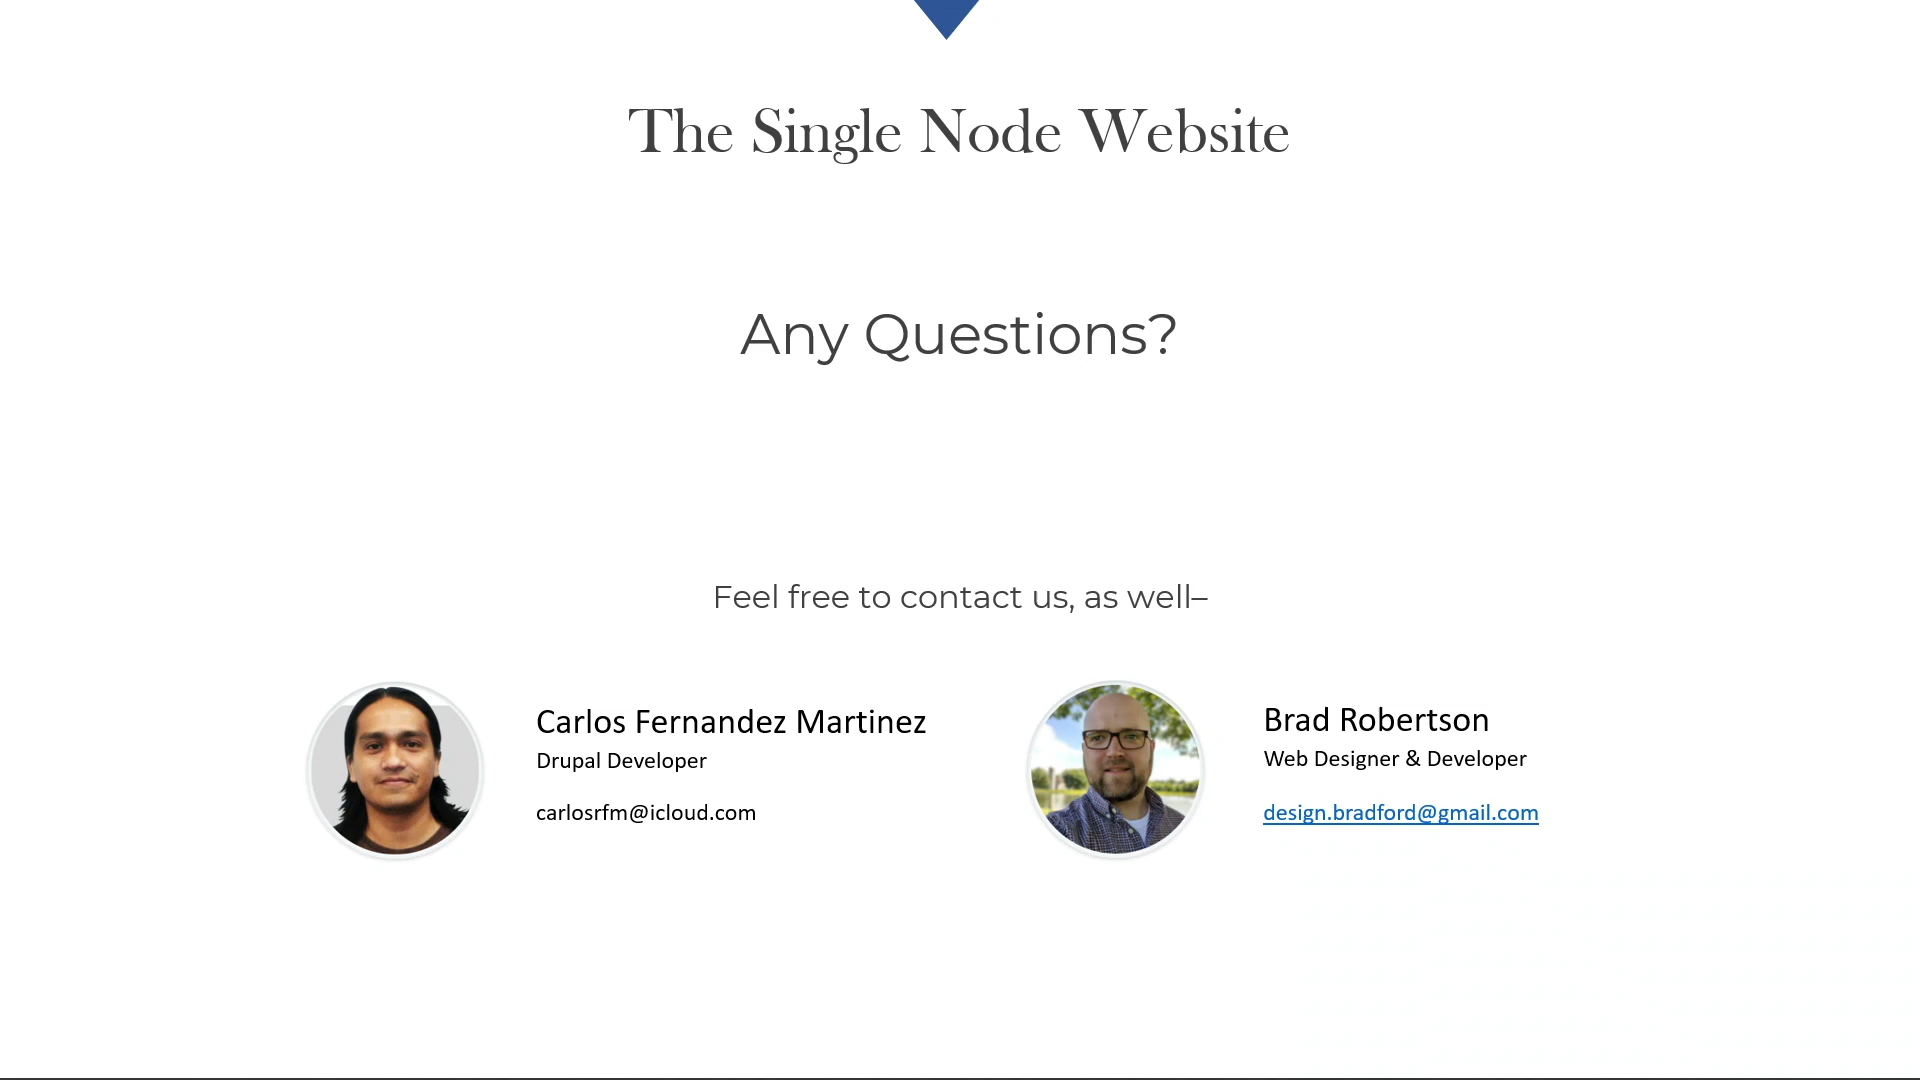 The Single Node Website
Any Questions?
Feel free to contact us, as well–
Carlos Fernandez Martinez
Drupal Developer
carlosrfm@icloud.com
Brad Robertson
Web Designer & Developer
design.bradford@gmail.com